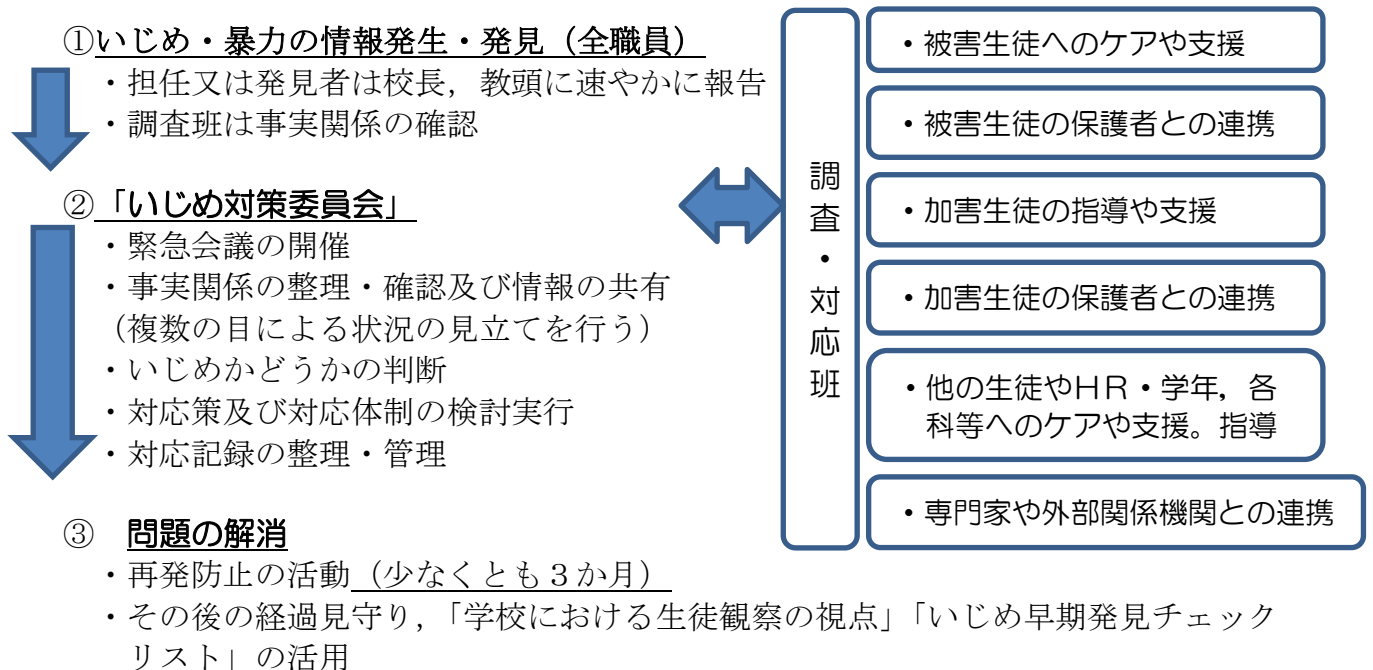 ①いじめ・暴力の情報発生・発見（全職員）
・担任又は発見者は校長，教頭に速やかに報告
・調査班は事実関係の確認
②「いじめ対策委員会」
・緊急会議の開催
・事実関係の整理・確認及び情報の共有
（複数の目による状況の見立てを行う）
・いじめかどうかの判断
・対応策及び対応体制の検討実行
・対応記録の整理・管理
③　問題の解消
・再発防止の活動（少なくとも３か月）
・その後の経過見守り，「学校における生徒観察の視点」「いじめ早期発見チェック
リスト」の活用
調査・対応班
・被害生徒へのケアや支援
・被害生徒の保護者との連携
・加害生徒の指導や支援
・加害生徒の保護者との連携
・他の生徒やＨＲ・学年，各
科等へのケアや支援。指導
・専門家や外部関係機関との連携